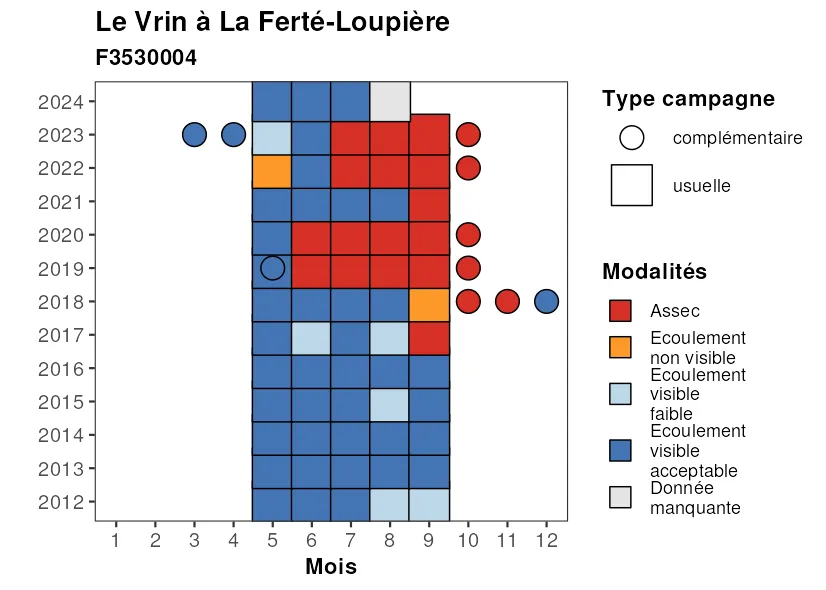 Le Vrin à La Ferté-Loupière
F3530004
2024
2023
2022
2021
2020
2019
2018
2017
2016
2015
2014
2013
2012
1 2 3 4 5 6 7 8 9 10 11 12
Mois
Type campagne
complémentaire
usuelle
Modalités
Assec
Ecoulement
non visible
Ecoulement
visible
faible
Ecoulement
visible
acceptable
Donnée
manquante